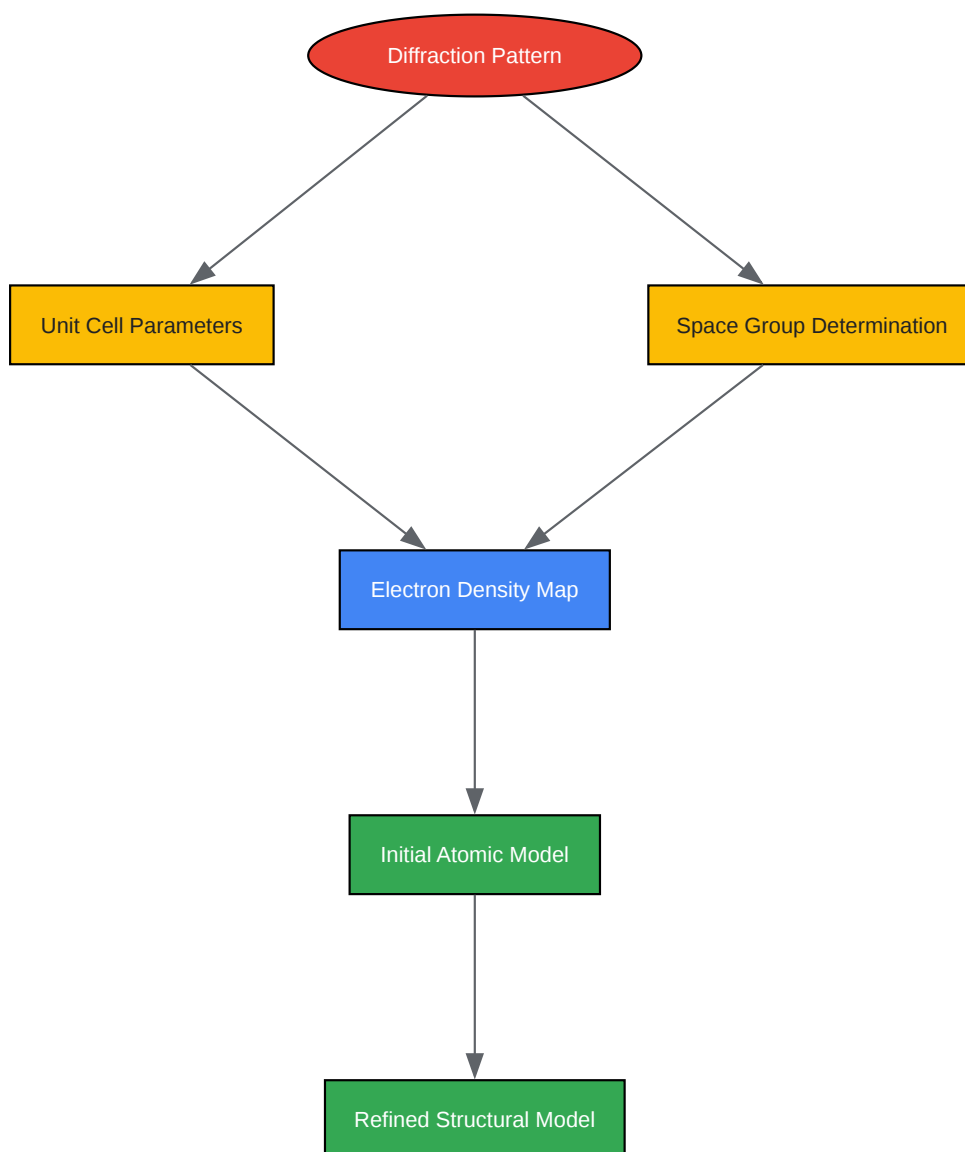 Diffraction Pattern
Unit Cell Parameters
Space Group Determination
Electron Density Map
Initial Atomic Model
Refined Structural Model